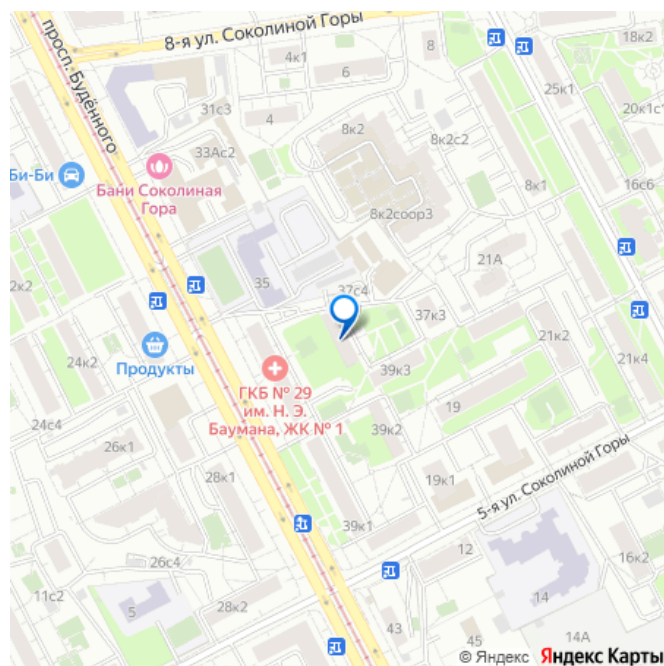 8-я ул. Соколиной Горы
просп. Будённого
4к1
6
8
18к2
25к1
20к1с1
31с3
4
8к2
8к2с2
33Ас2
Би-Би
Бани Соколиная
Гора
8к1
16с6
8к2соор3
21А
35
37с4
2к2
37к3
21к2
24к2
Продукты
39к3
21к4
ГКБ № 29
им. Н. Э.
Баумана, ЖК № 1
19
24с4
39к2
26к1
28к1
19к1
5-я ул. Соколиной Горы
39к1
12
26с4
16к2
11с2
5
28к2
14
43
45
14А
© Яндекс Яндекс Карты